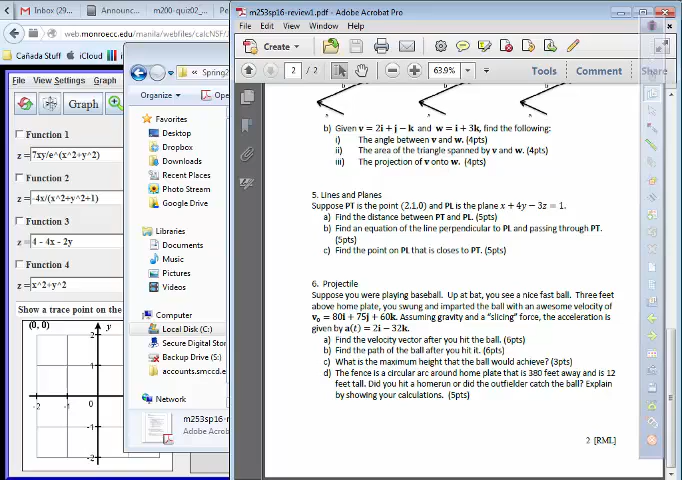 Inbox (29)
Announce
m200-quiz02_
www.monroecc.edu/manila/webfiles/calcNSF/
Cañada Stuff
iCloud
File
View Settings
Graph
Function 1
z= 7xy/e^(x^2+y^2)
Function 2
z= -4x/(x^2+y^2+1)
Function 3
z= 4 - 4x - 2y
Function 4
z= x^2+y^2
Show a trace point on the
(0, 0)
y
2
1
-2
-1
0
-1
-2
Spring2
Organize
Favorites
Desktop
Dropbox
Downloads
Recent Places
Photo Stream
Google Drive
Libraries
Documents
Music
Pictures
Videos
Computer
Local Disk (C:)
Secure Digital Stor
Backup Drive (S:)
accounts.smccd.e
Network
m253sp16-r
Adobe Acroba
m253sp16-review1.pdf - Adobe Acrobat Pro
File Edit View Window Help
Create
2 / 2
63.9%
Tools
Comment
Share
b) Given v = 2i + j − k and w = i + 3k, find the following:
i) The angle between v and w. (4pts)
ii) The area of the triangle spanned by v and w. (4pts)
iii) The projection of v onto w. (4pts)
5. Lines and Planes
Suppose PT is the point (2,1,0) and PL is the plane x + 4y − 3z = 1.
a) Find the distance between PT and PL. (5pts)
b) Find an equation of the line perpendicular to PL and passing through PT.
(5pts)
c) Find the point on PL that is closes to PT. (5pts)
6. Projectile
Suppose you were playing baseball. Up at bat, you see a nice fast ball. Three feet
above home plate, you swung and imparted the ball with an awesome velocity of
v₀ = 80i + 75j + 60k. Assuming gravity and a "slicing" force, the acceleration is
given by a(t) = 2i − 32k.
a) Find the velocity vector after you hit the ball. (6pts)
b) Find the path of the ball after you hit it. (6pts)
c) What is the maximum height that the ball would achieve? (3pts)
d) The fence is a circular arc around home plate that is 380 feet away and is 12
feet tall. Did you hit a homerun or did the outfielder catch the ball? Explain
by showing your calculations. (5pts)
2 [RML]